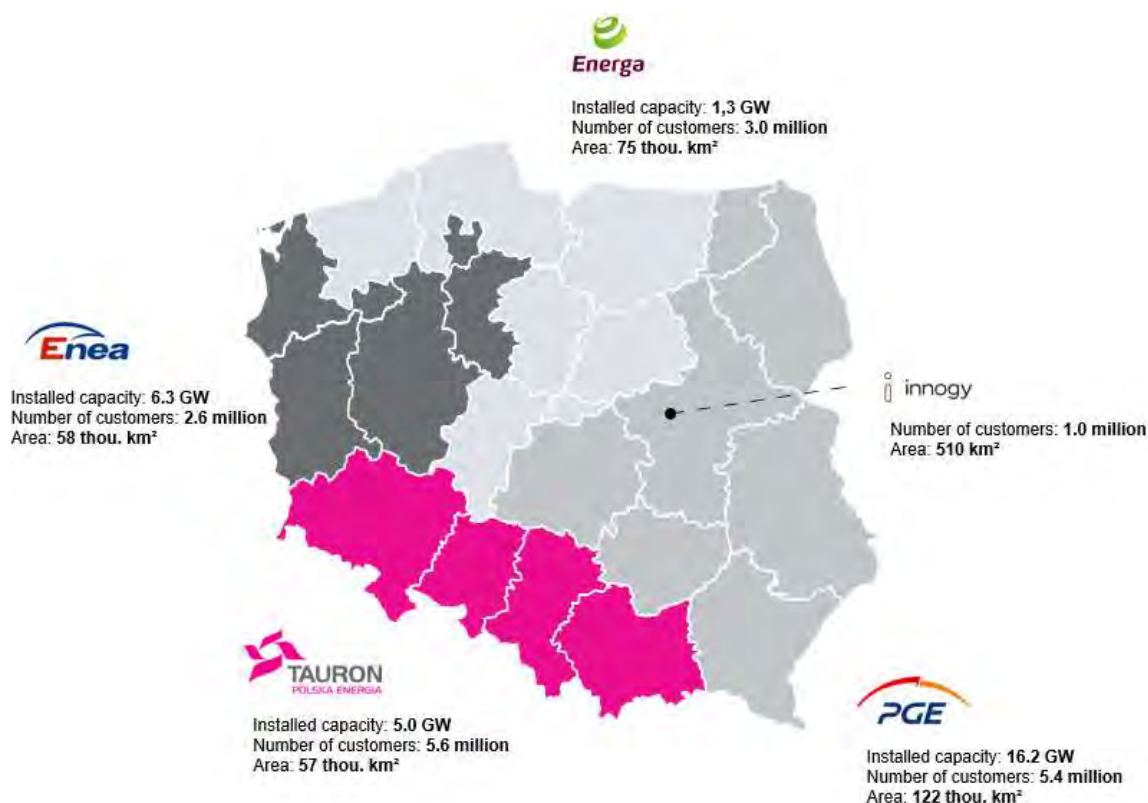 Energa
Installed capacity: 1,3 GW
Number of customers: 3.0 million
Area: 75 thou. km²
Enea
Installed capacity: 6.3 GW
Number of customers: 2.6 million
Area: 58 thou. km²
innogy
Number of customers: 1.0 million
Area: 510 km²
TAURON
POLSKA ENERGIA
Installed capacity: 5.0 GW
Number of customers: 5.6 million
Area: 57 thou. km²
PGE
Installed capacity: 16.2 GW
Number of customers: 5.4 million
Area: 122 thou. km²